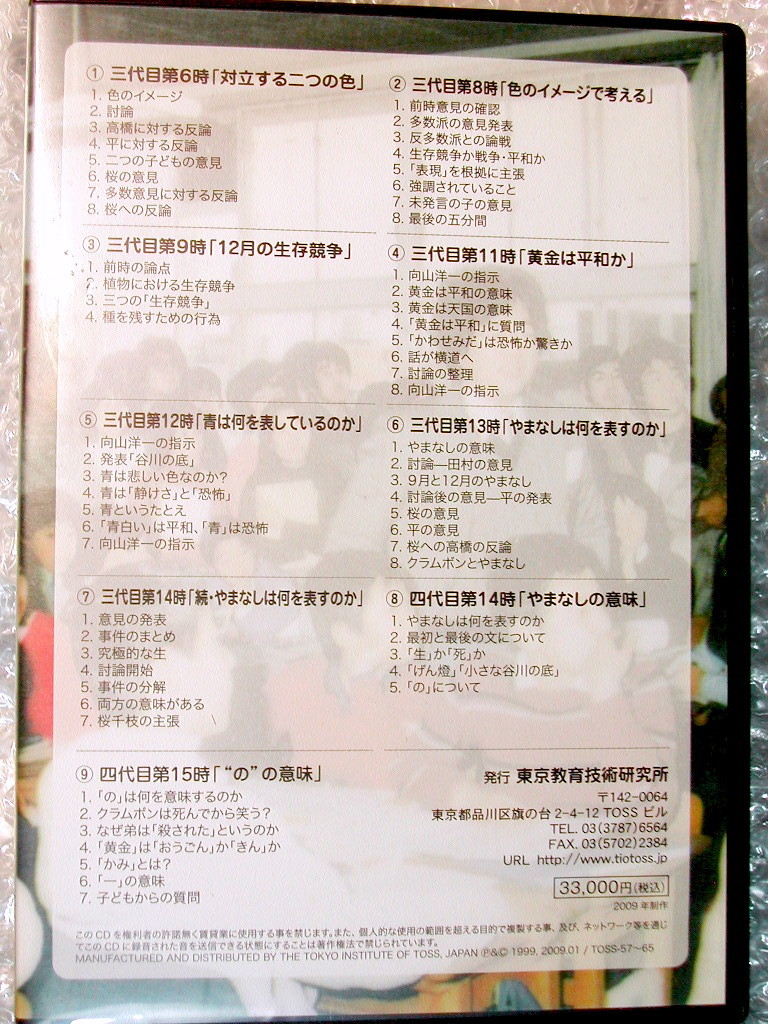 ① 三代目第6時「対立する二つの色」
1. 色のイメージ
2. 討論
3. 高橋に対する反論
4. 平に対する反論
5. 二つの子どもの意見
6. 桜の意見
7. 多数意見に対する反論
8. 桜への反論
② 三代目第8時「色のイメージで考える」
1. 前時意見の確認
2. 多数派の意見発表
3. 反多数派との論戦
4. 生存競争か戦争・平和か
5. 「表現」を根拠に主張
6. 強調されていること
7. 未発言の子の意見
8. 最後の五分間
③ 三代目第9時「12月の生存競争」
1. 前時の論点
2. 植物における生存競争
3. 三つの「生存競争」
4. 種を残すための行為
④ 三代目第11時「黄金は平和か」
1. 向山洋一の指示
2. 黄金は平和の意味
3. 黄金は天国の意味
4. 「黄金は平和」に質問
5. 「かわせみだ」は恐怖か驚きか
6. 話が横道へ
7. 討論の整理
8. 向山洋一の指示
⑤ 三代目第12時「青は何を表しているのか」
1. 向山洋一の指示
2. 発表「谷川の底」
3. 青は悲しい色なのか?
4. 青は「静けさ」と「恐怖」
5. 青というたとえ
6. 「青白い」は平和、「青」は恐怖
7. 向山洋一の指示
⑥ 三代目第13時「やまなしは何を表すのか」
1. やまなしの意味
2. 討論―田村の意見
3. 9月と12月のやまなし
4. 討論後の意見―平の発表
5. 桜の意見
6. 平の意見
7. 桜への高橋の反論
8. クラムボンとやまなし
⑦ 三代目第14時「続・やまなしは何を表すのか」
1. 意見の発表
2. 事件のまとめ
3. 究極的な生
4. 討論開始
5. 事件の分解
6. 両方の意味がある
7. 桜千枝の主張
⑧ 四代目第14時「やまなしの意味」
1. やまなしは何を表すのか
2. 最初と最後の文について
3. 「生」か「死」か
4. 「げん燈」「小さな谷川の底」
5. 「の」について
⑨ 四代目第15時「“の”の意味」
1. 「の」は何を意味するのか
2. クラムボンは死んでから笑う?
3. なぜ弟は「殺された」というのか
4. 「黄金」は「おうごん」か「きん」か
5. 「かみ」とは?
6. 「一」の意味
7. 子どもからの質問
発行 東京教育技術研究所
〒142-0064
東京都品川区旗の台 2-4-12 TOSS ビル
TEL. 03(3787)6564
FAX. 03(5702)2384
URL http://www.tiotoss.jp
33,000円(税込)
2009 年制作
この CD を権利者の許諾無く賃貸業に使用する事を禁じます。また、個人的な使用の範囲を超える目的で複製する事、及び、ネットワーク等を通じ
てこの CD に録音された音を送信できる状態にすることは著作権法で禁じられています。
MANUFACTURED AND DISTRIBUTED BY THE TOKYO INSTITUTE OF TOSS, JAPAN ℗&© 1999, 2009.01 / TOSS-57~65